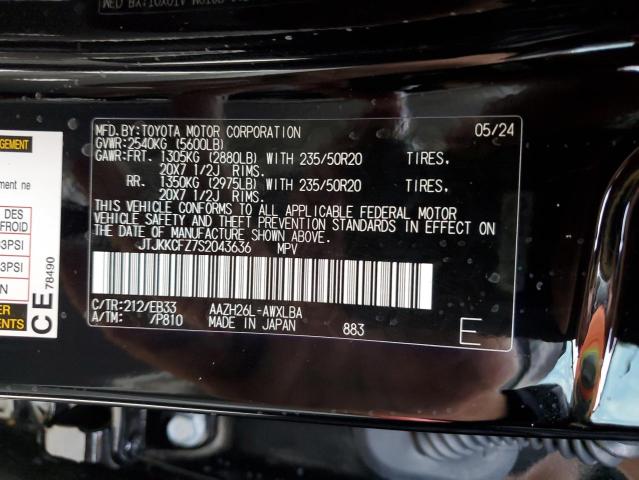 MFD.BY:TOYOTA MOTOR CORPORATION 05/24
GVWR:2540KG (5600LB)
GAWR:FRT. 1305KG (2880LB) WITH 235/50R20 TIRES.
20X7 1/2J RIMS.
RR. 1350KG (2975LB) WITH 235/50R20 TIRES.
20X7 1/2J RIMS.
THIS VEHICLE CONFORMS TO ALL APPLICABLE FEDERAL MOTOR
VEHICLE SAFETY AND THEFT PREVENTION STANDARDS IN EFFECT ON
THE DATE OF MANUFACTURE SHOWN ABOVE.
JTJKKCFZ7S2043636 MPV
C/TR:212/EB33 AAZH26L-AWXLBA
A/TM: /P810 MADE IN JAPAN 883
E
GEMENT
ment ne
DES
FROID
3PSI
3PSI
N
ER
ENTS
CE
78490